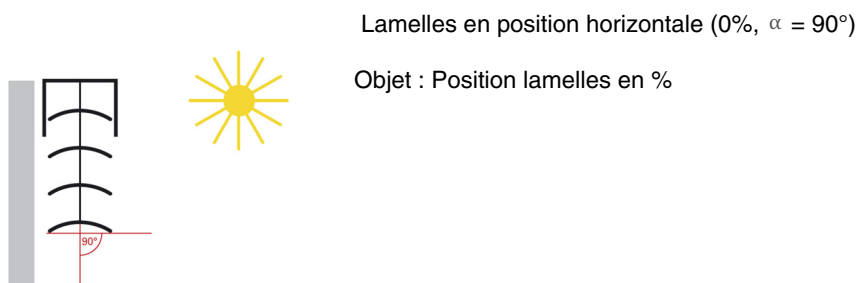 Lamelles en position horizontale (0%, α = 90°)
Objet : Position lamelles en %
90°